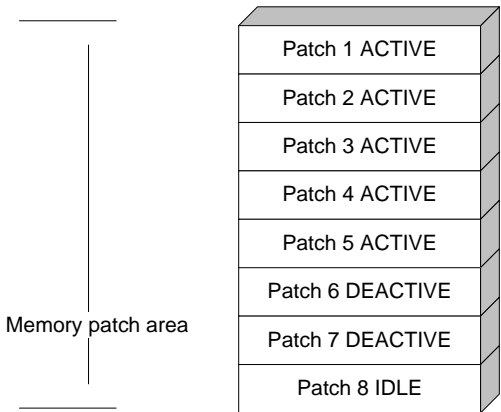 Patch 1 ACTIVE
Patch 2 ACTIVE
Patch 3 ACTIVE
Patch 4 ACTIVE
Patch 5 ACTIVE
Patch 6 DEACTIVE
Memory patch area
Patch 7 DEACTIVE
Patch 8 IDLE